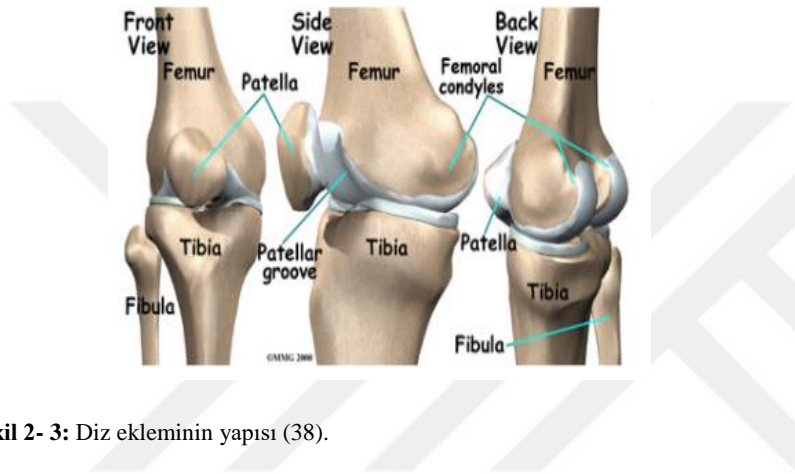 Front View
Side View
Back View
Femur
Patella
Femur
Femoral condyles
Femur
Tibia
Patellar groove
Tibia
Patella
Tibia
Fibula
Fibula
©MMG 2000
kil 2- 3: Diz ekleminin yapısı (38).